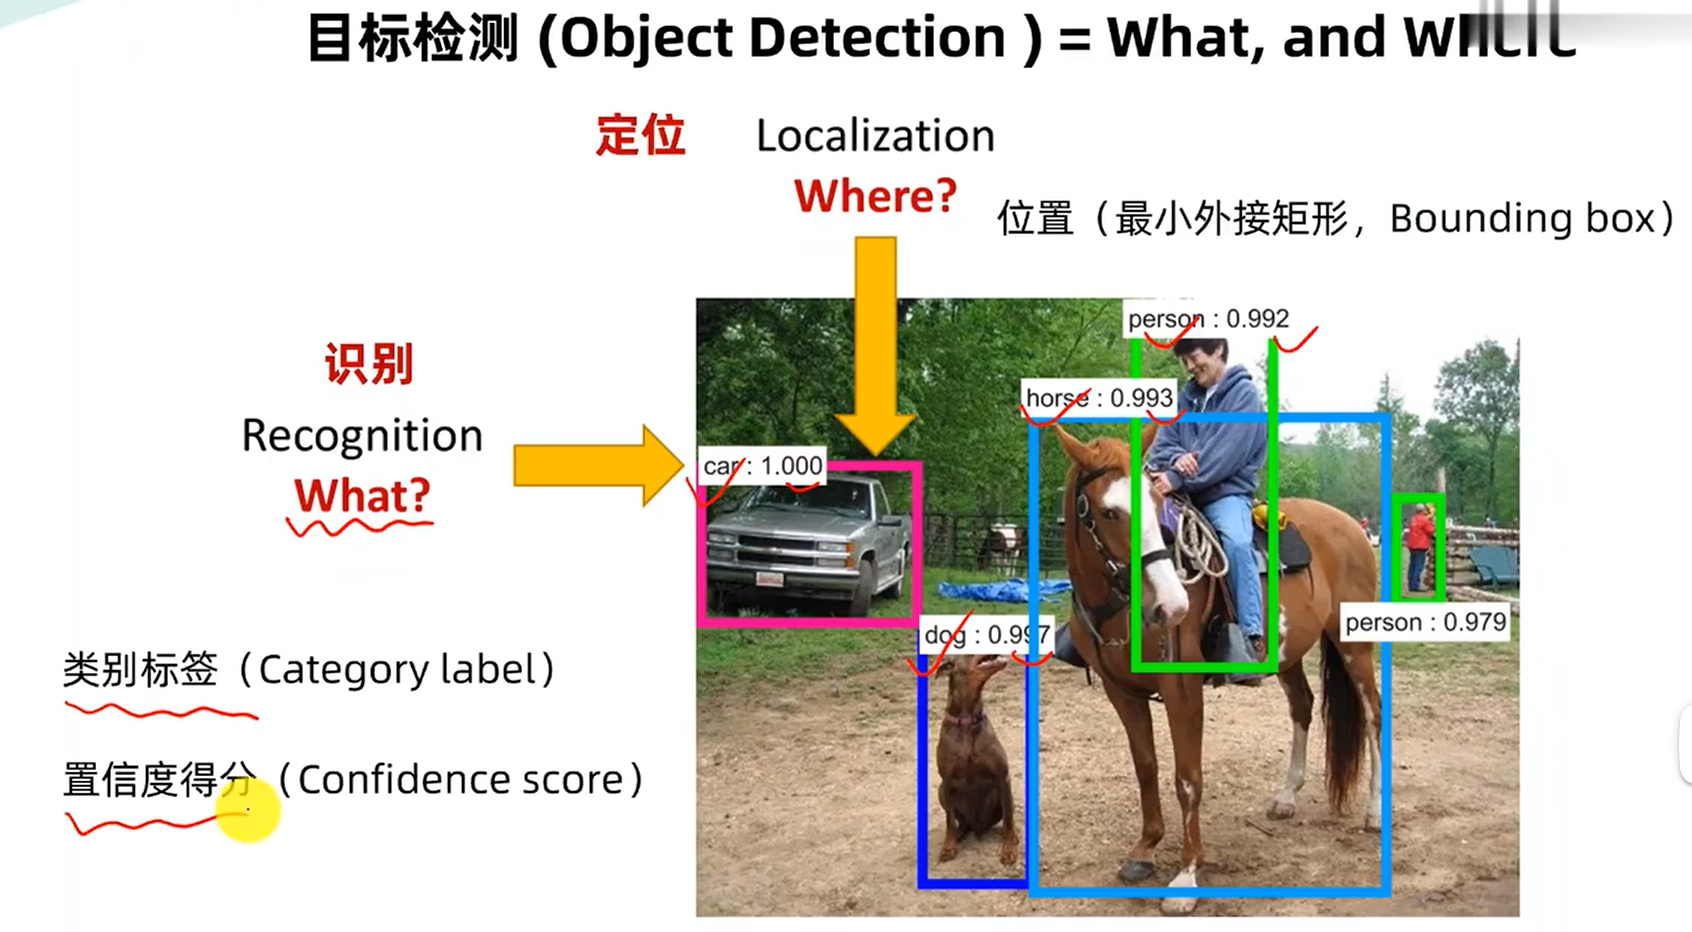 目标检测 (Object Detection ) = What, and
定位 Localization
Where?
位置（最小外接矩形，Bounding box）
识别
Recognition
What?
类别标签（Category label）
置信度得分（Confidence score）
person : 0.992
horse : 0.993
car : 1.000
dog : 0.997
person : 0.979